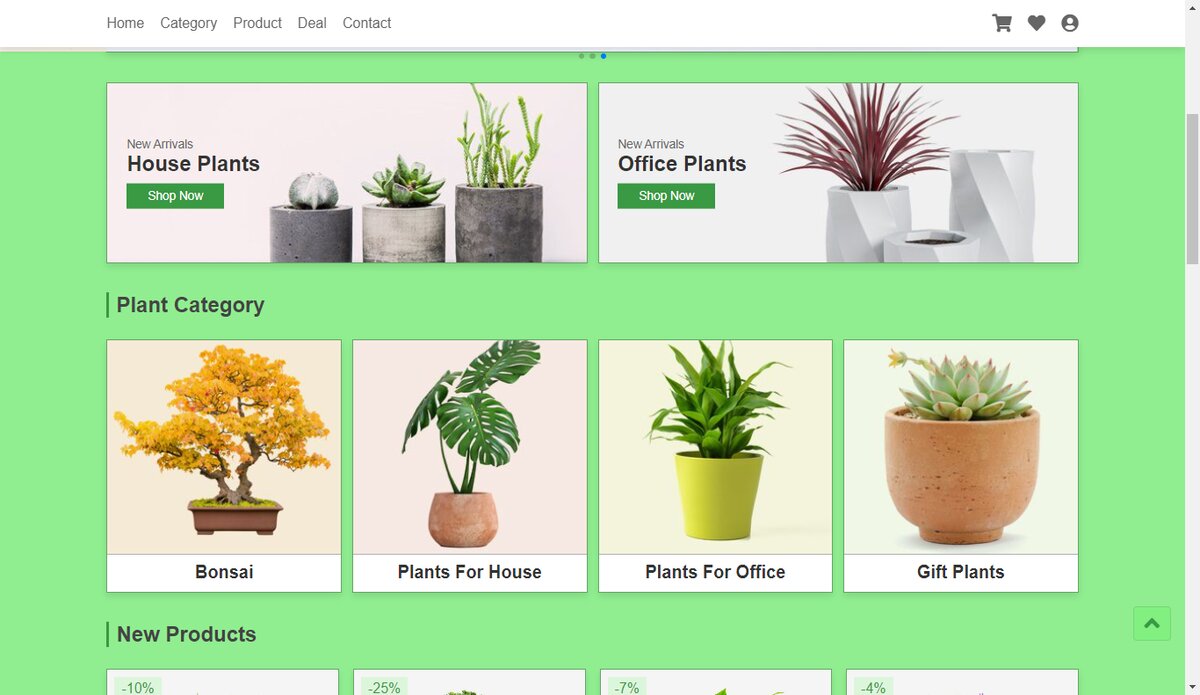 Home Category Product Deal Contact
New Arrivals
House Plants
Shop Now
New Arrivals
Office Plants
Shop Now
Plant Category
Bonsai
Plants For House
Plants For Office
Gift Plants
New Products
-10%
-25%
-7%
-4%